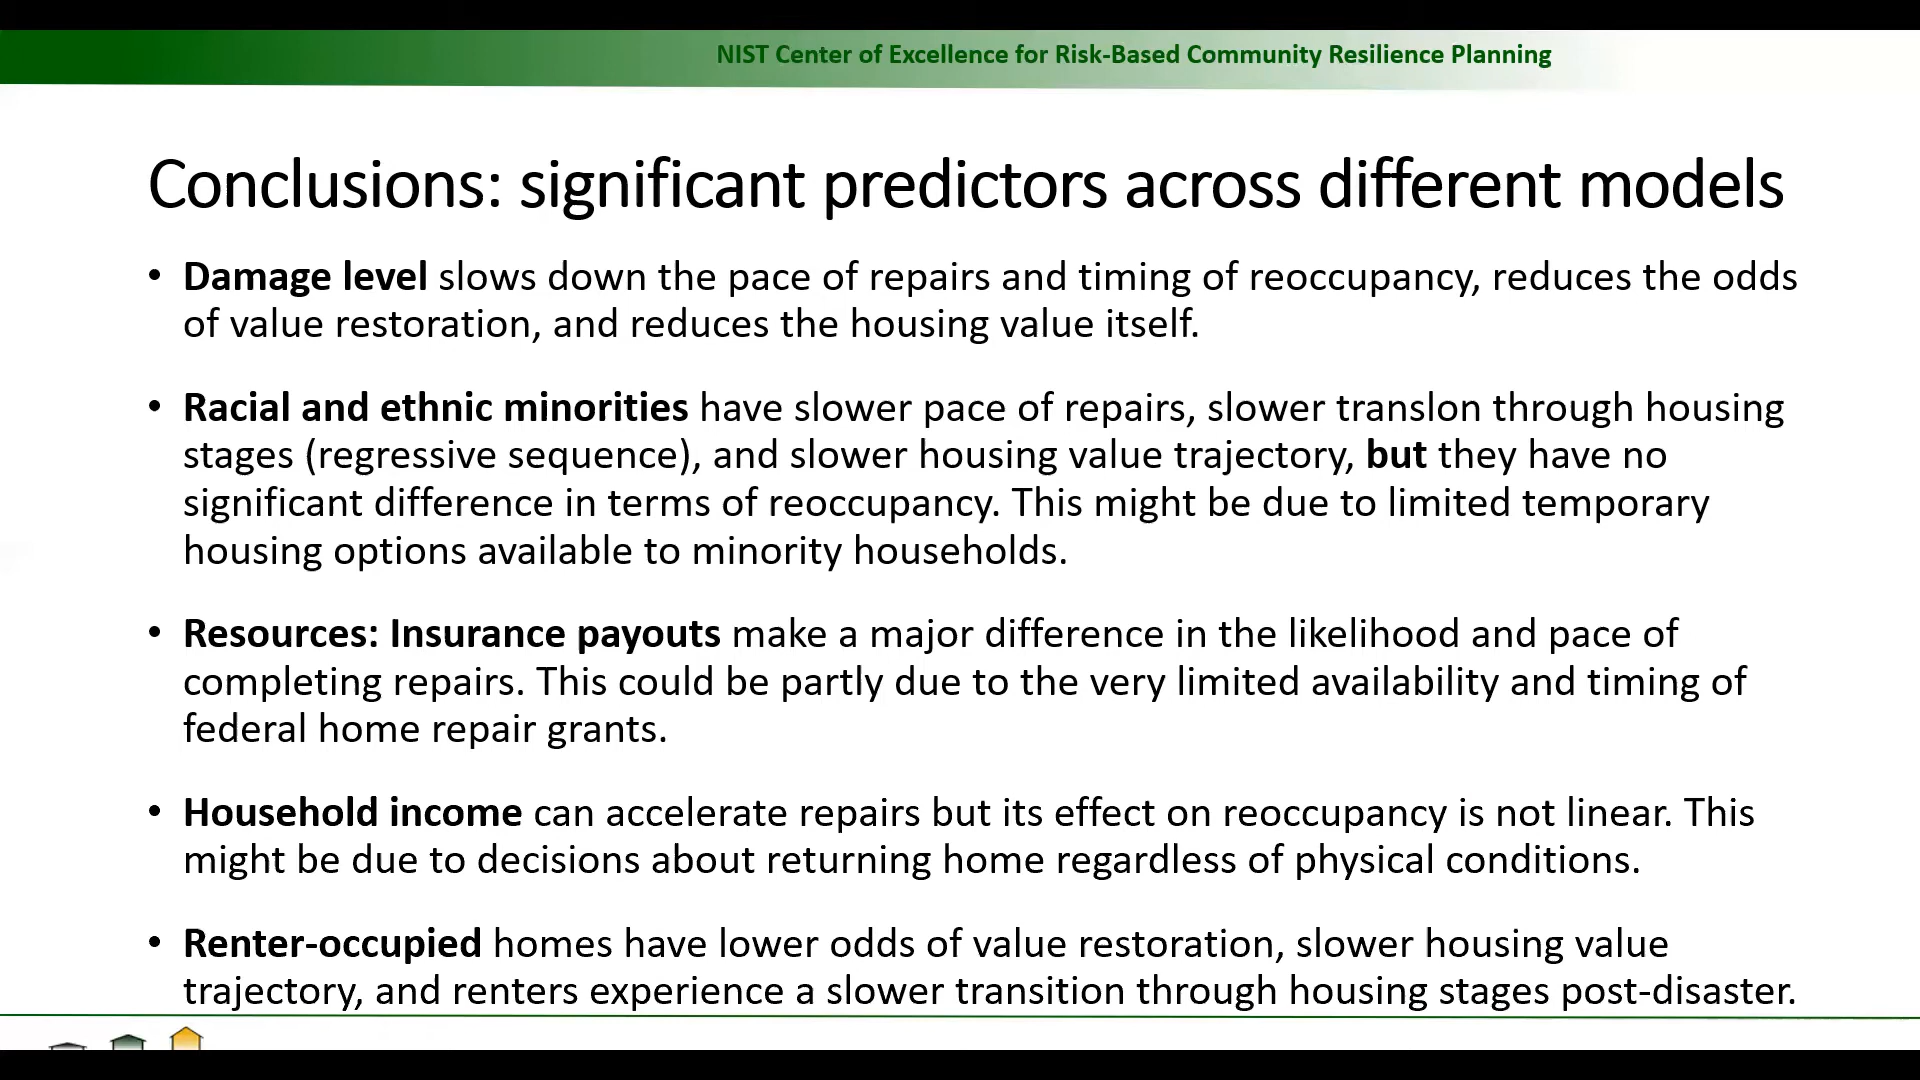 NIST Center of Excellence for Risk-Based Community Resilience Planning
Conclusions: significant predictors across different models
• Damage level slows down the pace of repairs and timing of reoccupancy, reduces the odds
of value restoration, and reduces the housing value itself.
• Racial and ethnic minorities have slower pace of repairs, slower translon through housing
stages (regressive sequence), and slower housing value trajectory, but they have no
significant difference in terms of reoccupancy. This might be due to limited temporary
housing options available to minority households.
• Resources: Insurance payouts make a major difference in the likelihood and pace of
completing repairs. This could be partly due to the very limited availability and timing of
federal home repair grants.
• Household income can accelerate repairs but its effect on reoccupancy is not linear. This
might be due to decisions about returning home regardless of physical conditions.
• Renter-occupied homes have lower odds of value restoration, slower housing value
trajectory, and renters experience a slower transition through housing stages post-disaster.